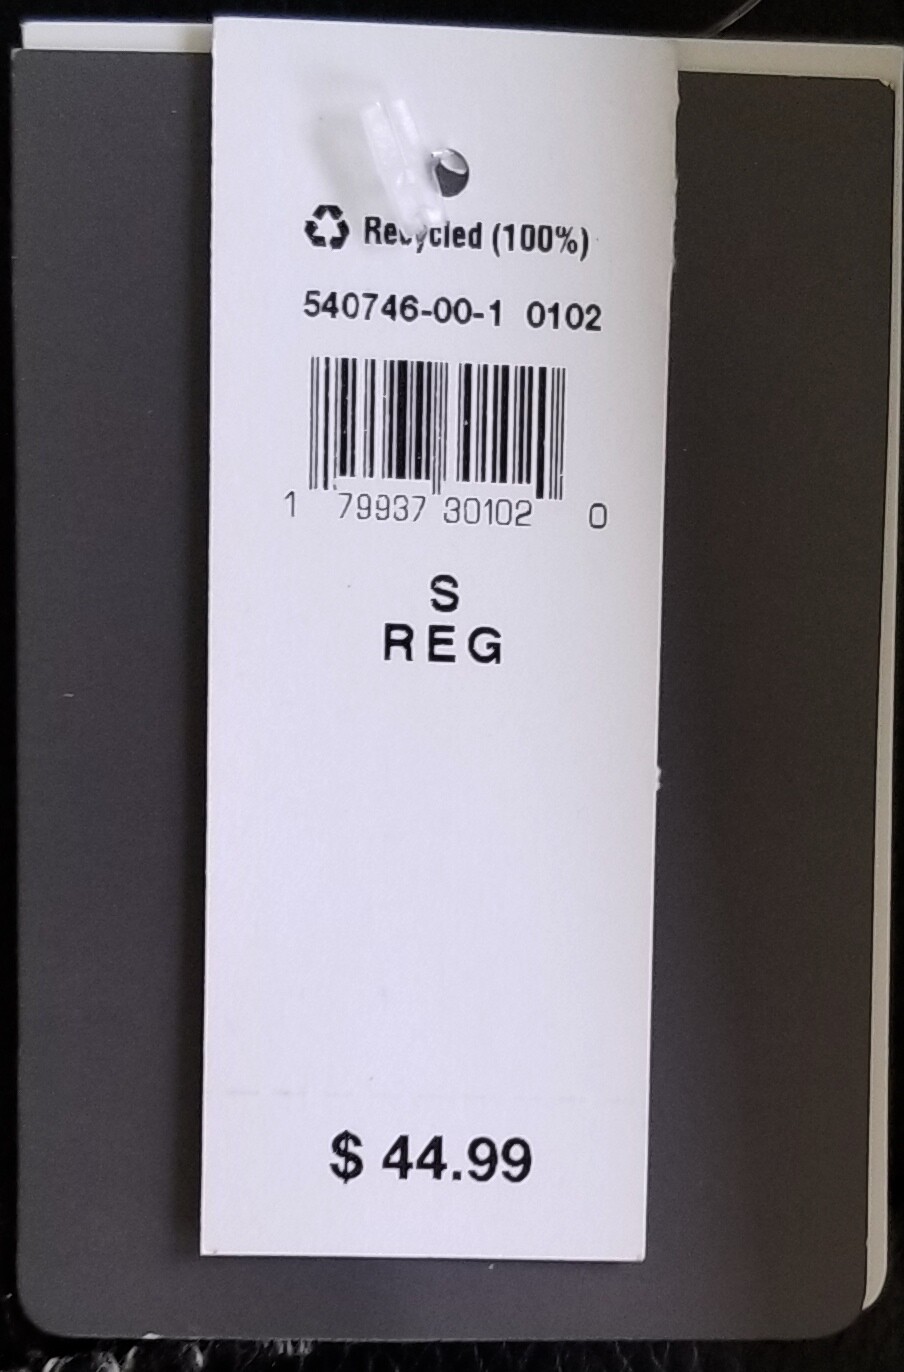 Recycled (100%)
540746-00-1 0102
1 79937 30102 0
S
REG
$ 44.99